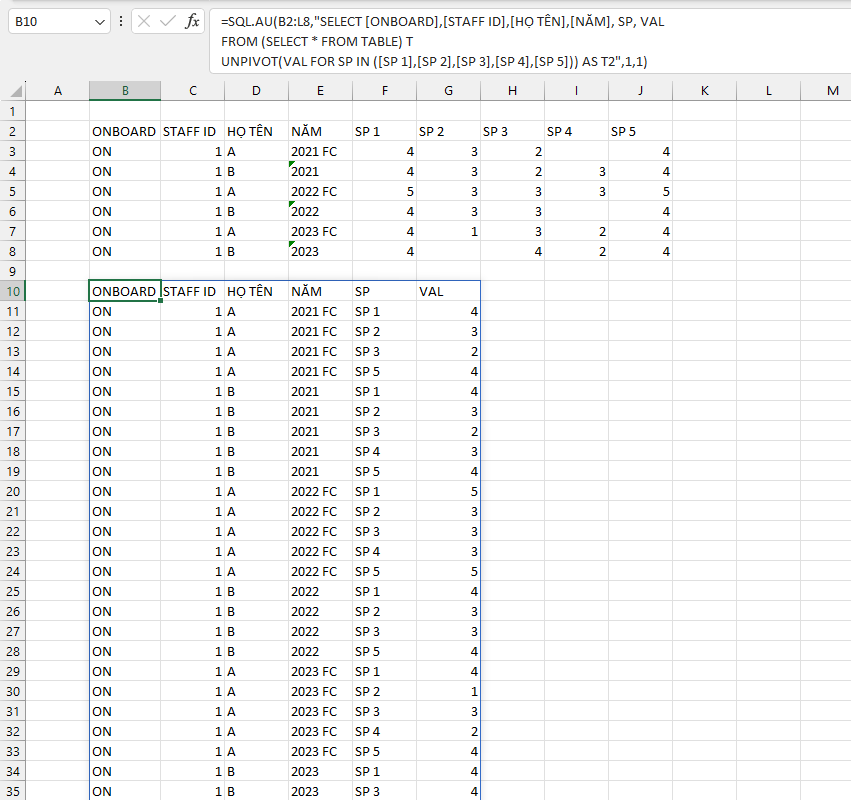 B10
fx
=SQL.AU(B2:L8,"SELECT [ONBOARD],[STAFF ID],[HỌ TÊN],[NĂM], SP, VAL
FROM (SELECT * FROM TABLE) T
UNPIVOT(VAL FOR SP IN ([SP 1],[SP 2],[SP 3],[SP 4],[SP 5])) AS T2",1,1)
A B C D E F G H I J K L M
1
2 ONBOARD STAFF ID HỌ TÊN NĂM SP 1 SP 2 SP 3 SP 4 SP 5
3 ON 1 A 2021 FC 4 3 2 4
4 ON 1 B 2021 4 3 2 3 4
5 ON 1 A 2022 FC 5 3 3 3 5
6 ON 1 B 2022 4 3 3 4
7 ON 1 A 2023 FC 4 1 3 2 4
8 ON 1 B 2023 4 4 2 4
9
10 ONBOARD STAFF ID HỌ TÊN NĂM SP VAL
11 ON 1 A 2021 FC SP 1 4
12 ON 1 A 2021 FC SP 2 3
13 ON 1 A 2021 FC SP 3 2
14 ON 1 A 2021 FC SP 5 4
15 ON 1 B 2021 SP 1 4
16 ON 1 B 2021 SP 2 3
17 ON 1 B 2021 SP 3 2
18 ON 1 B 2021 SP 4 3
19 ON 1 B 2021 SP 5 4
20 ON 1 A 2022 FC SP 1 5
21 ON 1 A 2022 FC SP 2 3
22 ON 1 A 2022 FC SP 3 3
23 ON 1 A 2022 FC SP 4 3
24 ON 1 A 2022 FC SP 5 5
25 ON 1 B 2022 SP 1 4
26 ON 1 B 2022 SP 2 3
27 ON 1 B 2022 SP 3 3
28 ON 1 B 2022 SP 5 4
29 ON 1 A 2023 FC SP 1 4
30 ON 1 A 2023 FC SP 2 1
31 ON 1 A 2023 FC SP 3 3
32 ON 1 A 2023 FC SP 4 2
33 ON 1 A 2023 FC SP 5 4
34 ON 1 B 2023 SP 1 4
35 ON 1 B 2023 SP 3 4